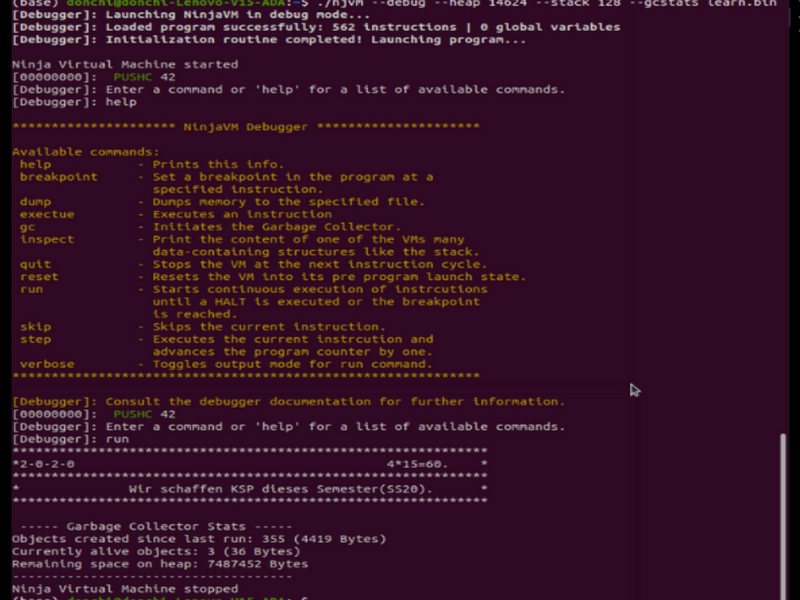 (base) donchi@donchi-Lenovo-V15-ADA:~$ ./njvm --debug --heap 14624 --stack 128 --gcstats learn.bin
[Debugger]: Launching NinjaVM in debug mode...
[Debugger]: Loaded program successfully: 562 instructions | 0 global variables
[Debugger]: Initialization routine completed! Launching program...
Ninja Virtual Machine started
[00000000]:  PUSHC 42
[Debugger]: Enter a command or 'help' for a list of available commands.
[Debugger]: help
********************* NinjaVM Debugger *********************
Available commands:
help - Prints this info.
breakpoint - Set a breakpoint in the program at a
specified instruction.
dump - Dumps memory to the specified file.
exectue - Executes an instruction
gc - Initiates the Garbage Collector.
inspect - Print the content of one of the VMs many
data-containing structures like the stack.
quit - Stops the VM at the next instruction cycle.
reset - Resets the VM into its pre program launch state.
run - Starts continuous execution of instrcutions
until a HALT is executed or the breakpoint
is reached.
skip - Skips the current instruction.
step - Executes the current instrcution and
advances the program counter by one.
verbose - Toggles output mode for run command.
************************************************************
[Debugger]: Consult the debugger documentation for further information.
[00000000]:  PUSHC 42
[Debugger]: Enter a command or 'help' for a list of available commands.
[Debugger]: run
*************************************************************
*2-0-2-0 4*15=60. *
*************************************************************
* Wir schaffen KSP dieses Semester(SS20). *
*************************************************************
----- Garbage Collector Stats -----
Objects created since last run: 355 (4419 Bytes)
Currently alive objects: 3 (36 Bytes)
Remaining space on heap: 7487452 Bytes
------------------------------------
Ninja Virtual Machine stopped
(base) donchi@donchi-Lenovo-V15-ADA:~$